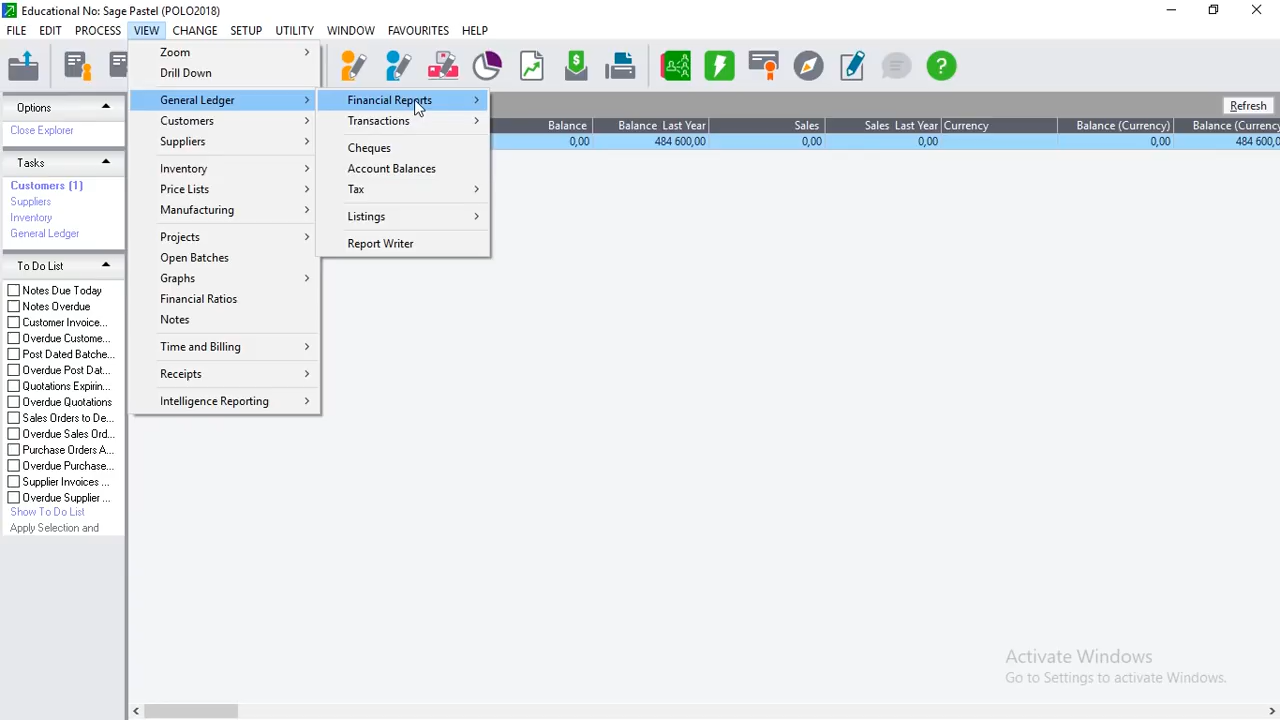 Educational No: Sage Pastel (POLO2018)
FILE EDIT PROCESS VIEW CHANGE SETUP UTILITY WINDOW FAVOURITES HELP
Zoom
Drill Down
General Ledger
Customers
Suppliers
Inventory
Price Lists
Manufacturing
Projects
Open Batches
Graphs
Financial Ratios
Notes
Time and Billing
Receipts
Intelligence Reporting
Financial Reports
Transactions
Cheques
Account Balances
Tax
Listings
Report Writer
Refresh
Balance Balance Last Year Sales Sales Last Year Currency Balance (Currency) Balance (Currency
0,00 484 600,00 0,00 0,00 0,00 484 600,0
Options
Close Explorer
Tasks
Customers (1)
Suppliers
Inventory
General Ledger
To Do List
Notes Due Today
Notes Overdue
Customer Invoice...
Overdue Custome...
Post Dated Batche...
Overdue Post Dat...
Quotations Expirin...
Overdue Quotations
Sales Orders to De...
Overdue Sales Ord...
Purchase Orders A...
Overdue Purchase...
Supplier Invoices ...
Overdue Supplier ...
Show To Do List
Apply Selection and
Activate Windows
Go to Settings to activate Windows.